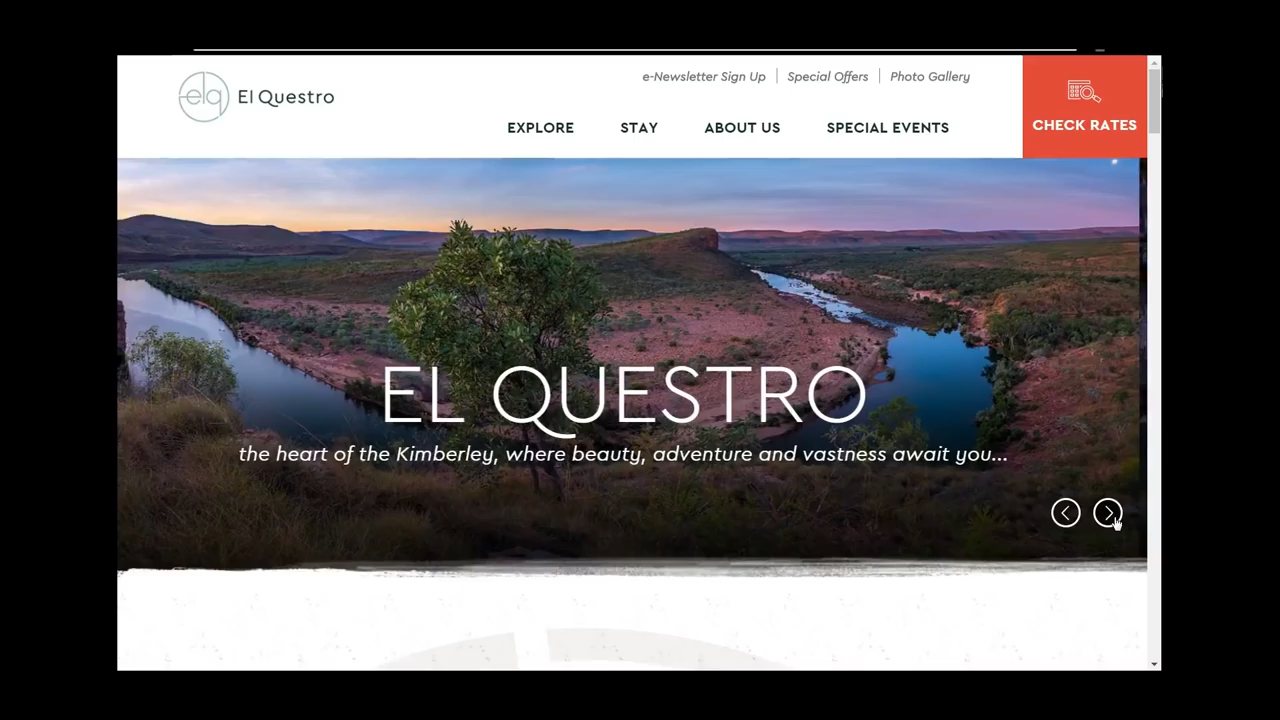 elq El Questro
e-Newsletter Sign Up | Special Offers | Photo Gallery
EXPLORE STAY ABOUT US SPECIAL EVENTS
CHECK RATES
EL QUESTRO
the heart of the Kimberley, where beauty, adventure and vastness await you...